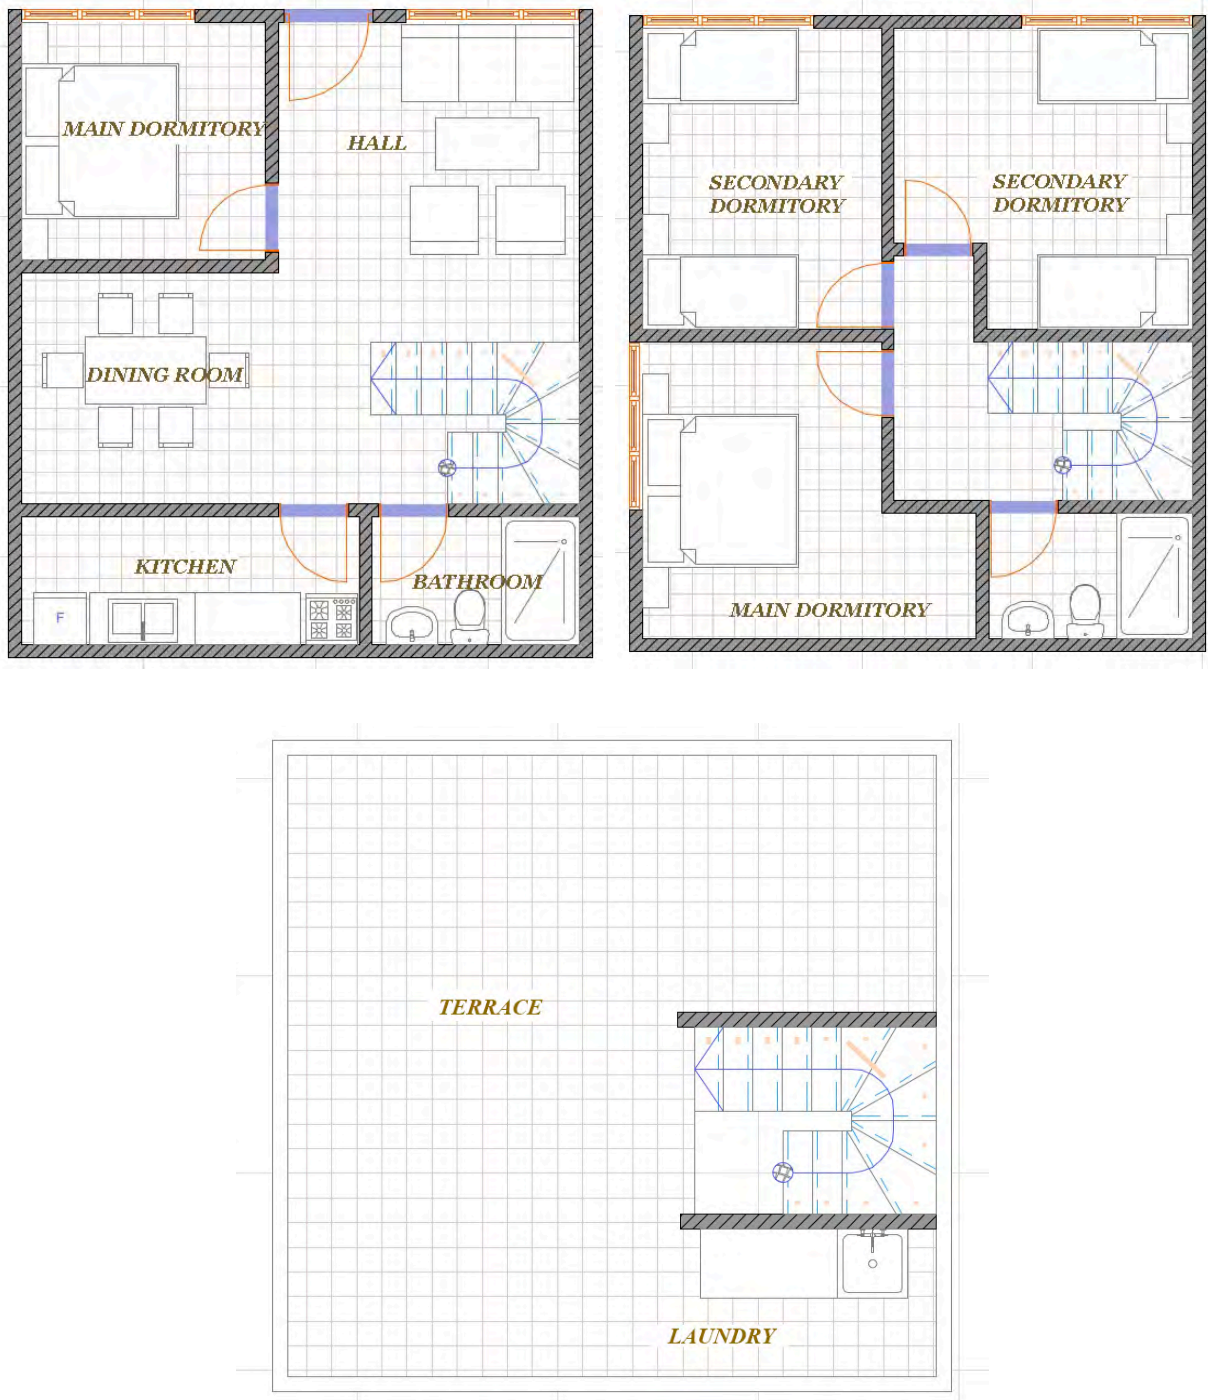 MAIN DORMITORY
HALL
DINING ROOM
KITCHEN
F
BATHROOM
SECONDARY
DORMITORY
SECONDARY
DORMITORY
MAIN DORMITORY
TERRACE
LAUNDRY